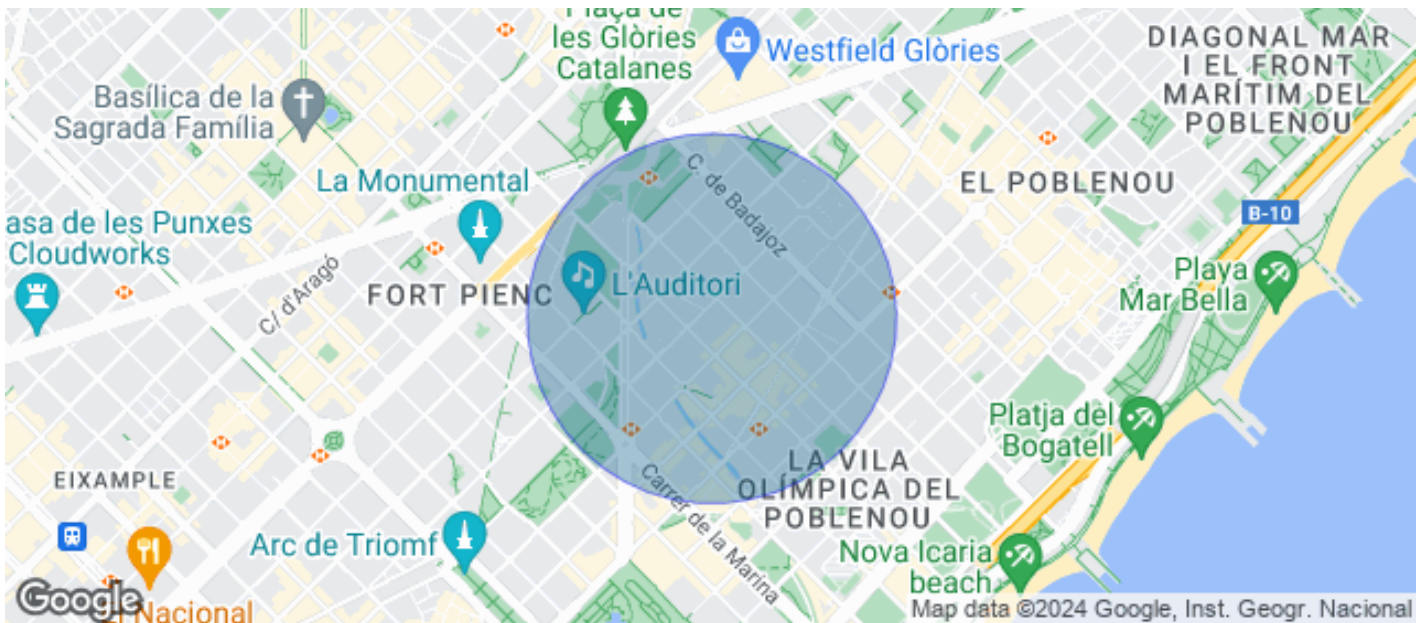 Plaça de
les Glòries
Catalanes
Westfield Glòries
DIAGONAL MAR
I EL FRONT
MARÍTIM DEL
POBLENOU
Basílica de la
Sagrada Família
La Monumental
C. de Badajoz
EL POBLENOU
B-10
asa de les Punxes
Cloudworks
C/ d'Aragó
FORT PIENC
L'Auditori
Playa
Mar Bella
Platja del
Bogatell
EIXAMPLE
LA VILA
OLÍMPICA DEL
POBLENOU
Carrer de la Marina
Arc de Triomf
Nova Icaria
beach
Google
El Nacional
Map data ©2024 Google, Inst. Geogr. Nacional